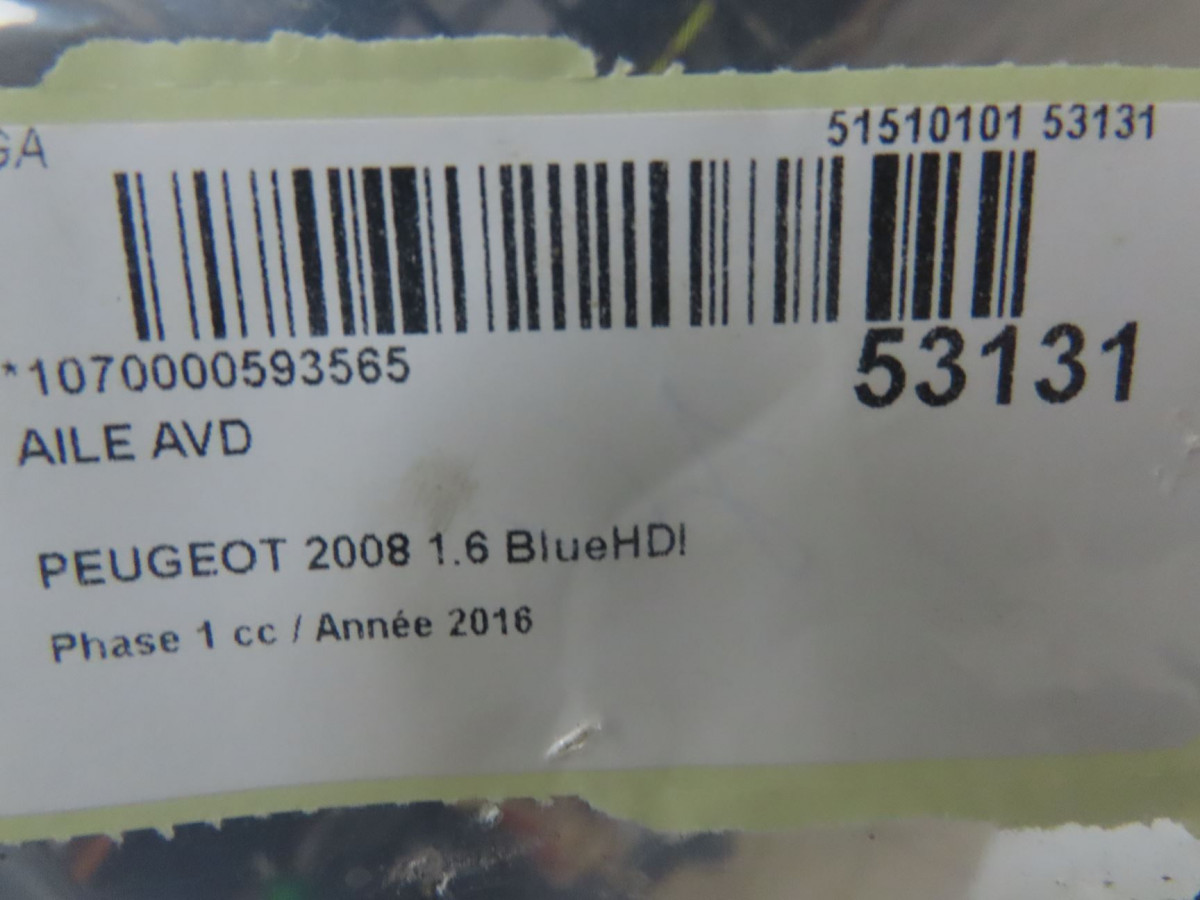 GA
51510101 53131
*1070000593565
53131
AILE AVD
PEUGEOT 2008 1.6 BlueHDI
Phase 1 cc / Année 2016